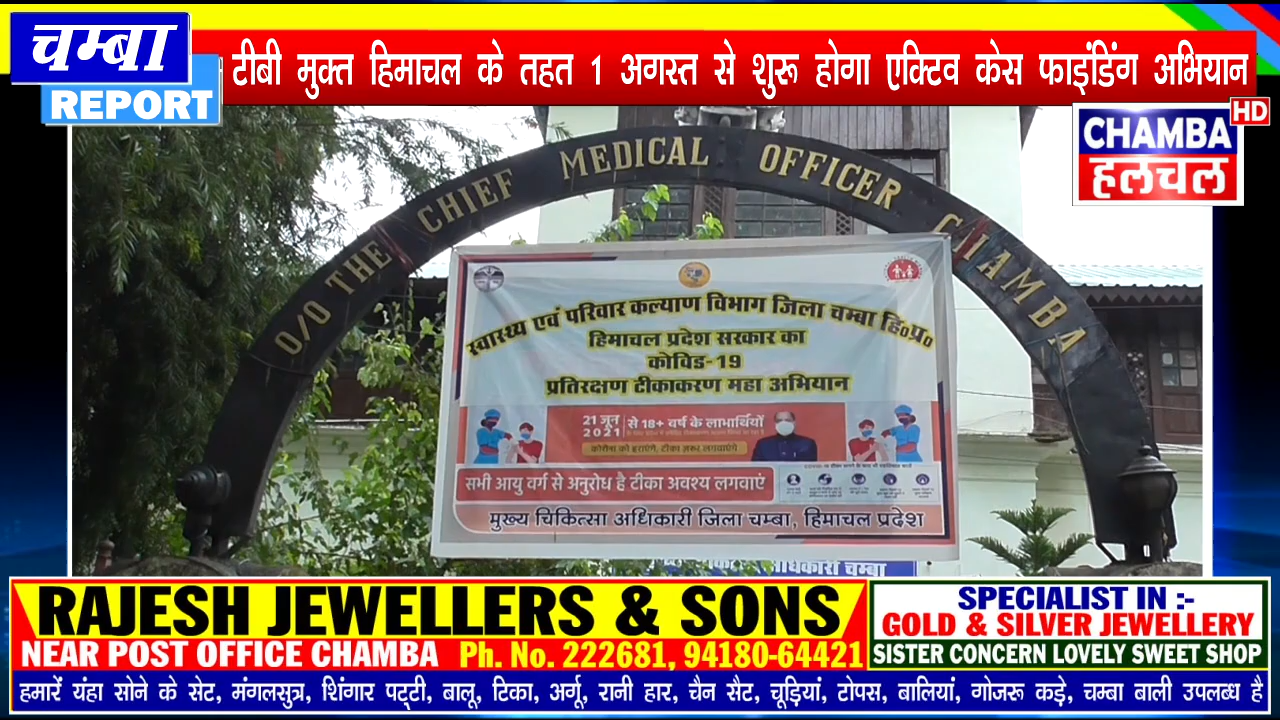 चम्बा
REPORT
टीबी मुक्त हिमाचल के तहत 1 अगस्त से शुरू होगा एक्टिव केस फाइंडिंग अभियान
HD
CHAMBA
हलचल
O/O THE CHIEF MEDICAL OFFICER CHAMBA
स्वास्थ्य एवं परिवार कल्याण विभाग जिला चम्बा हि०प्र०
हिमाचल प्रदेश सरकार का
कोविड-19
प्रतिरक्षण टीकाकरण महा अभियान
21 जून 2021 से 18+ वर्ष के लाभार्थियों
कोरोना को हराएंगे, टीका जरूर लगवाएंगे
सभी आयु वर्ग से अनुरोध है टीका अवश्य लगवाएं
मुख्य चिकित्सा अधिकारी जिला चम्बा, हिमाचल प्रदेश
चम्बा
RAJESH JEWELLERS & SONS
NEAR POST OFFICE CHAMBA Ph. No. 222681, 94180-64421
SPECIALIST IN :-
GOLD & SILVER JEWELLERY
SISTER CONCERN LOVELY SWEET SHOP
हमारें यंहा सोने के सेट, मंगलसुत्र, शिंगार पट्टी, बालू, टिका, अर्गू, रानी हार, चैन सैट, चूड़ियां, टोपस, बालियां, गोजरू कड़े, चम्बा बाली उपलब्ध है